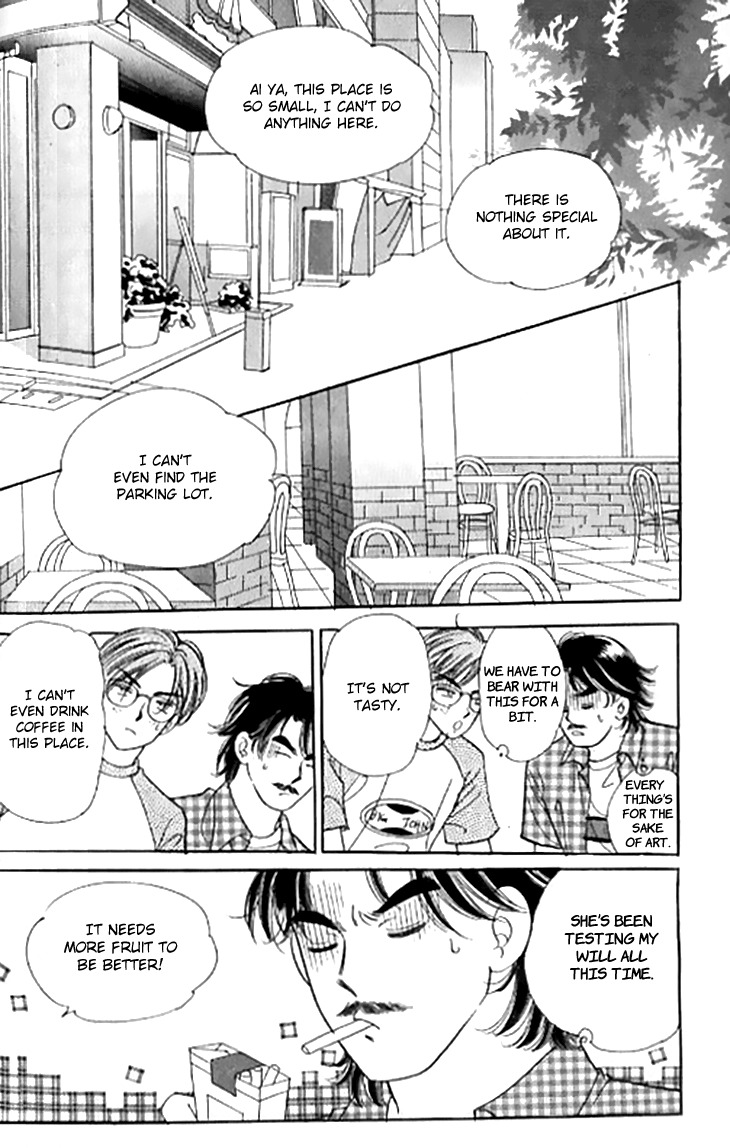 AI YA, THIS PLACE IS
SO SMALL, I CAN'T DO
ANYTHING HERE.
THERE IS
NOTHING SPECIAL
ABOUT IT.
I CAN'T
EVEN FIND THE
PARKING LOT.
I CAN'T
EVEN DRINK
COFFEE IN
THIS PLACE.
IT'S NOT
TASTY.
WE HAVE TO
BEAR WITH
THIS FOR A
BIT.
EVERY
THING'S
FOR THE
SAKE
OF ART.
BIG JOHN
IT NEEDS
MORE FRUIT TO
BE BETTER!
SHE'S BEEN
TESTING MY
WILL ALL
THIS TIME.